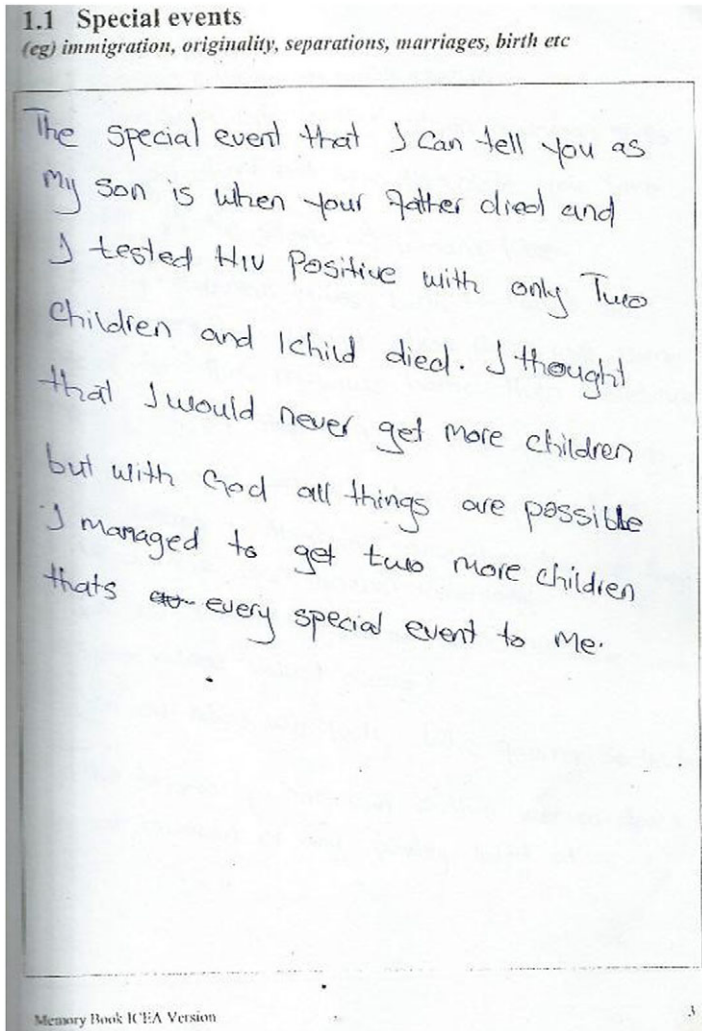 1.1 Special events
(eg) immigration, originality, separations, marriages, birth etc
The special event that I can tell you as
my son is when your father died and
I tested HIV Positive with only Two
children and 1child died. I thought
that I would never get more children
but with God all things are possible
I managed to get two more children
thats every special event to me.
Memory Book ICEA Version
3